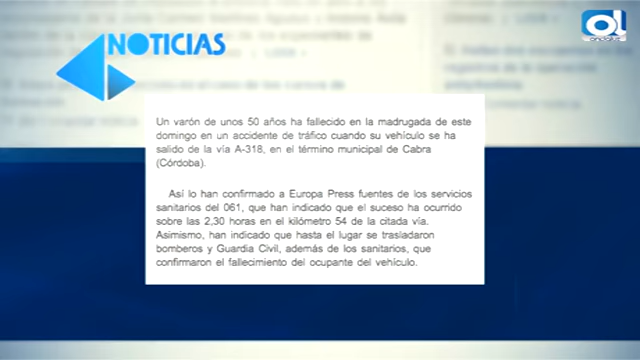 NOTICIAS
Un varón de unos 50 años ha fallecido en la madrugada de este
domingo en un accidente de tráfico cuando su vehículo se ha
salido de la vía A-318, en el término municipal de Cabra
(Córdoba).
Así lo han confirmado a Europa Press fuentes de los servicios
sanitarios del 061, que han indicado que el suceso ha ocurrido
sobre las 2,30 horas en el kilómetro 54 de la citada vía.
Asimismo, han indicado que hasta el lugar se trasladaron
bomberos y Guardia Civil, además de los sanitarios, que
confirmaron el fallecimiento del ocupante del vehículo.